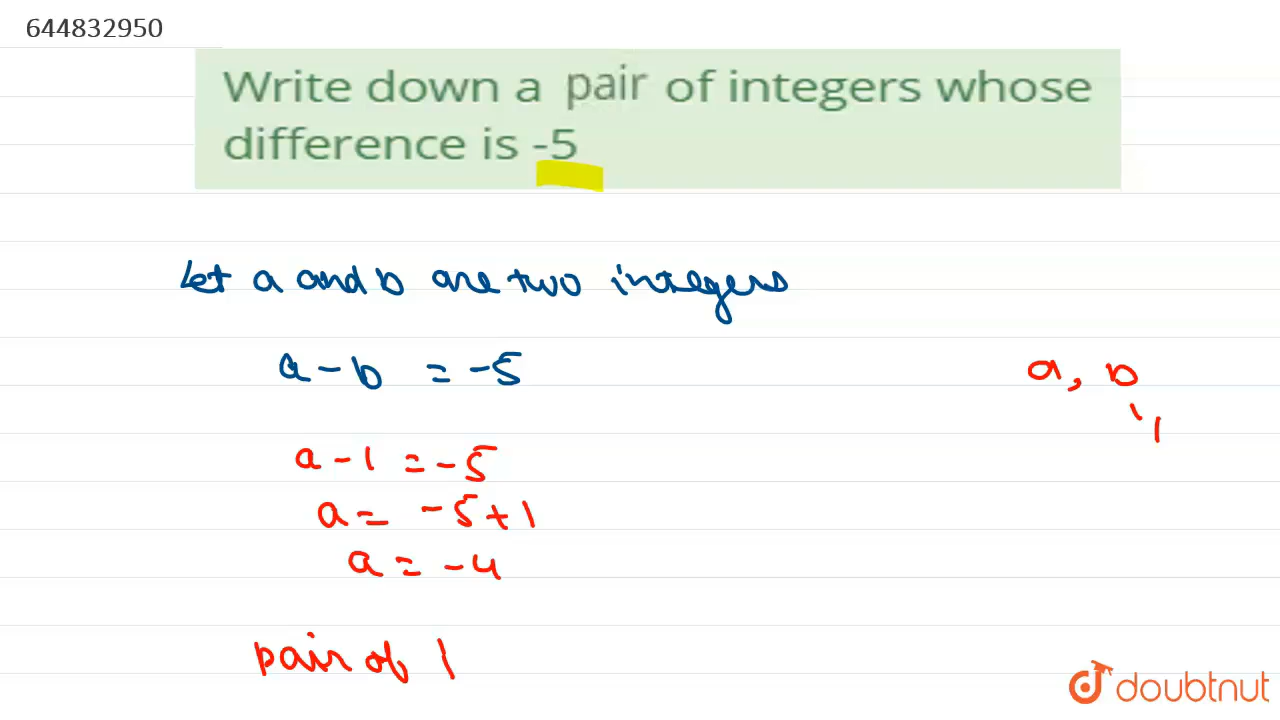 644832950
Write down a pair of integers whose
difference is -5
Let a and b are two integers
a - b = -5
a, b
1
a - 1 = -5
a = -5 + 1
a = -4
pair of 1
doubtnut